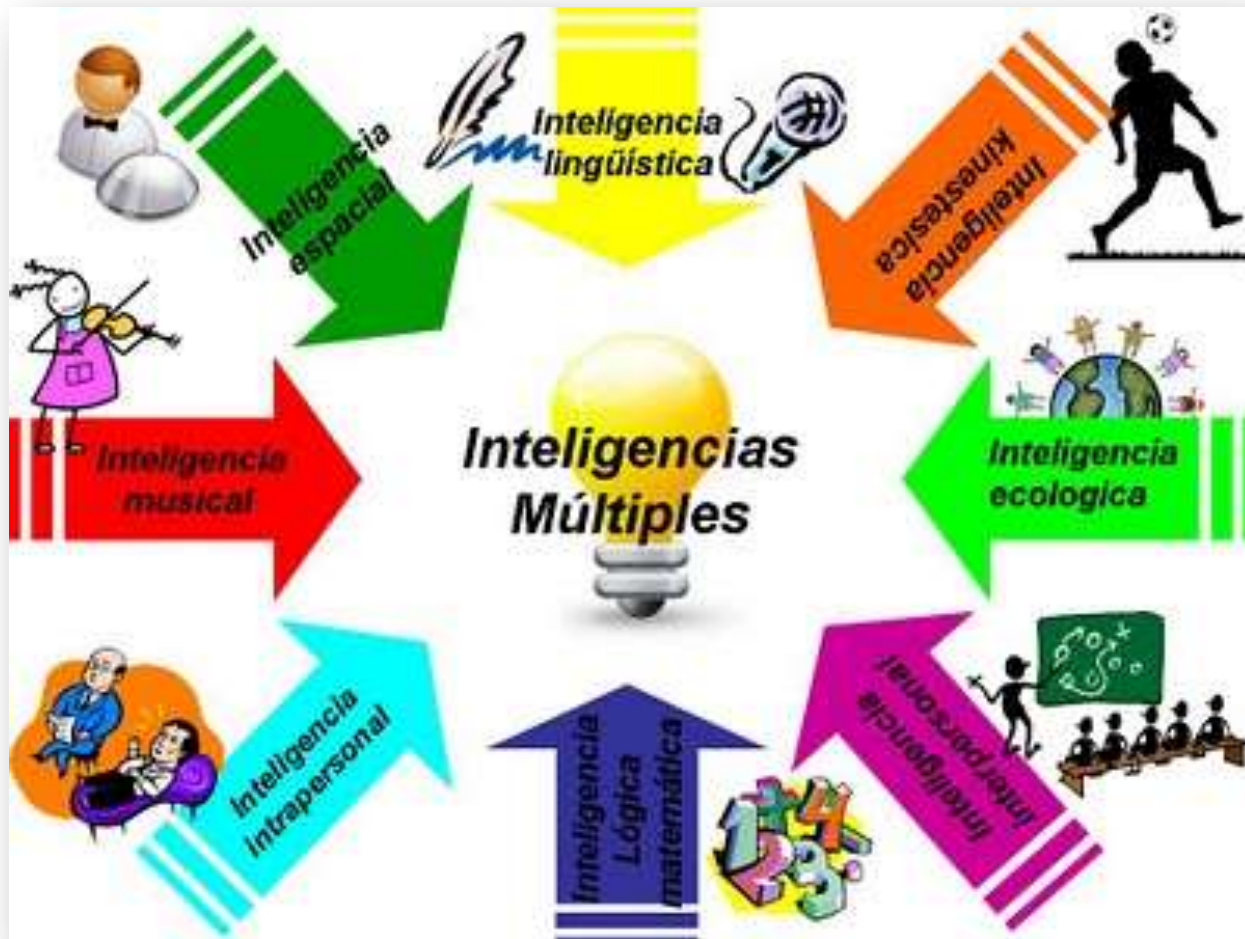 Inteligencia
lingüística
Inteligencia
espacial
Inteligencia
kinestesica
Inteligencia
musical
Inteligencias
Múltiples
Inteligencia
ecologica
Inteligencia
intrapersonal
Inteligencia
Lógica
matemática
Inteligencia
interpersonal